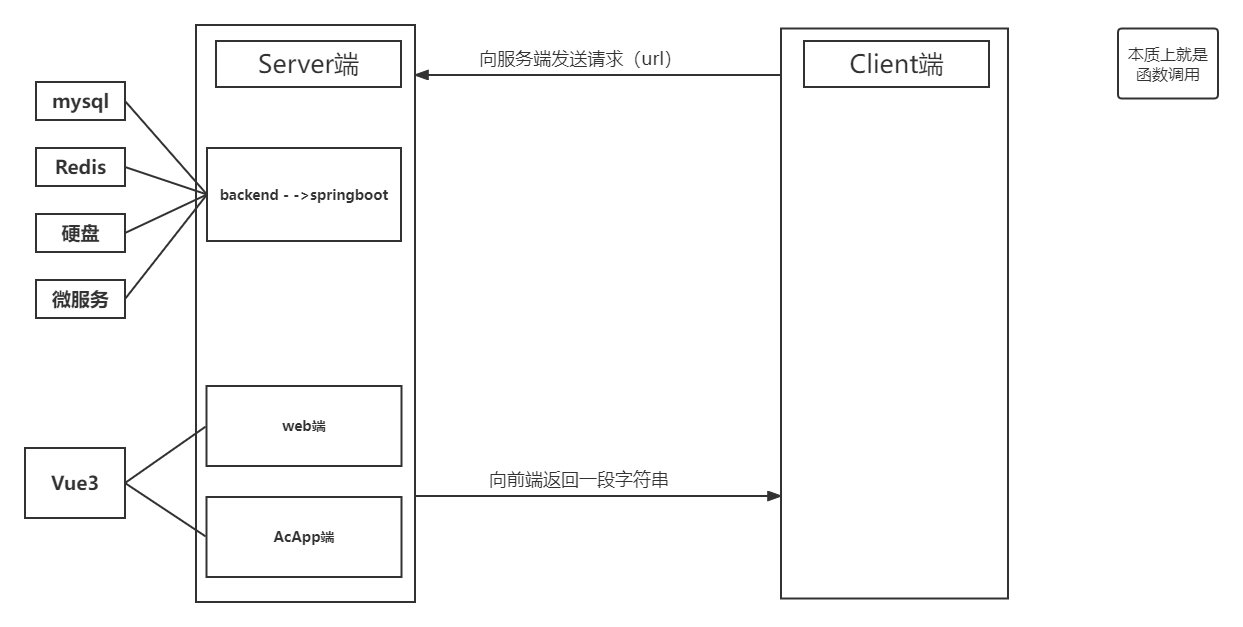 Server端
向服务端发送请求（url）
Client端
本质上就是
函数调用
mysql
Redis
硬盘
微服务
backend - ->springboot
web端
Vue3
AcApp端
向前端返回一段字符串